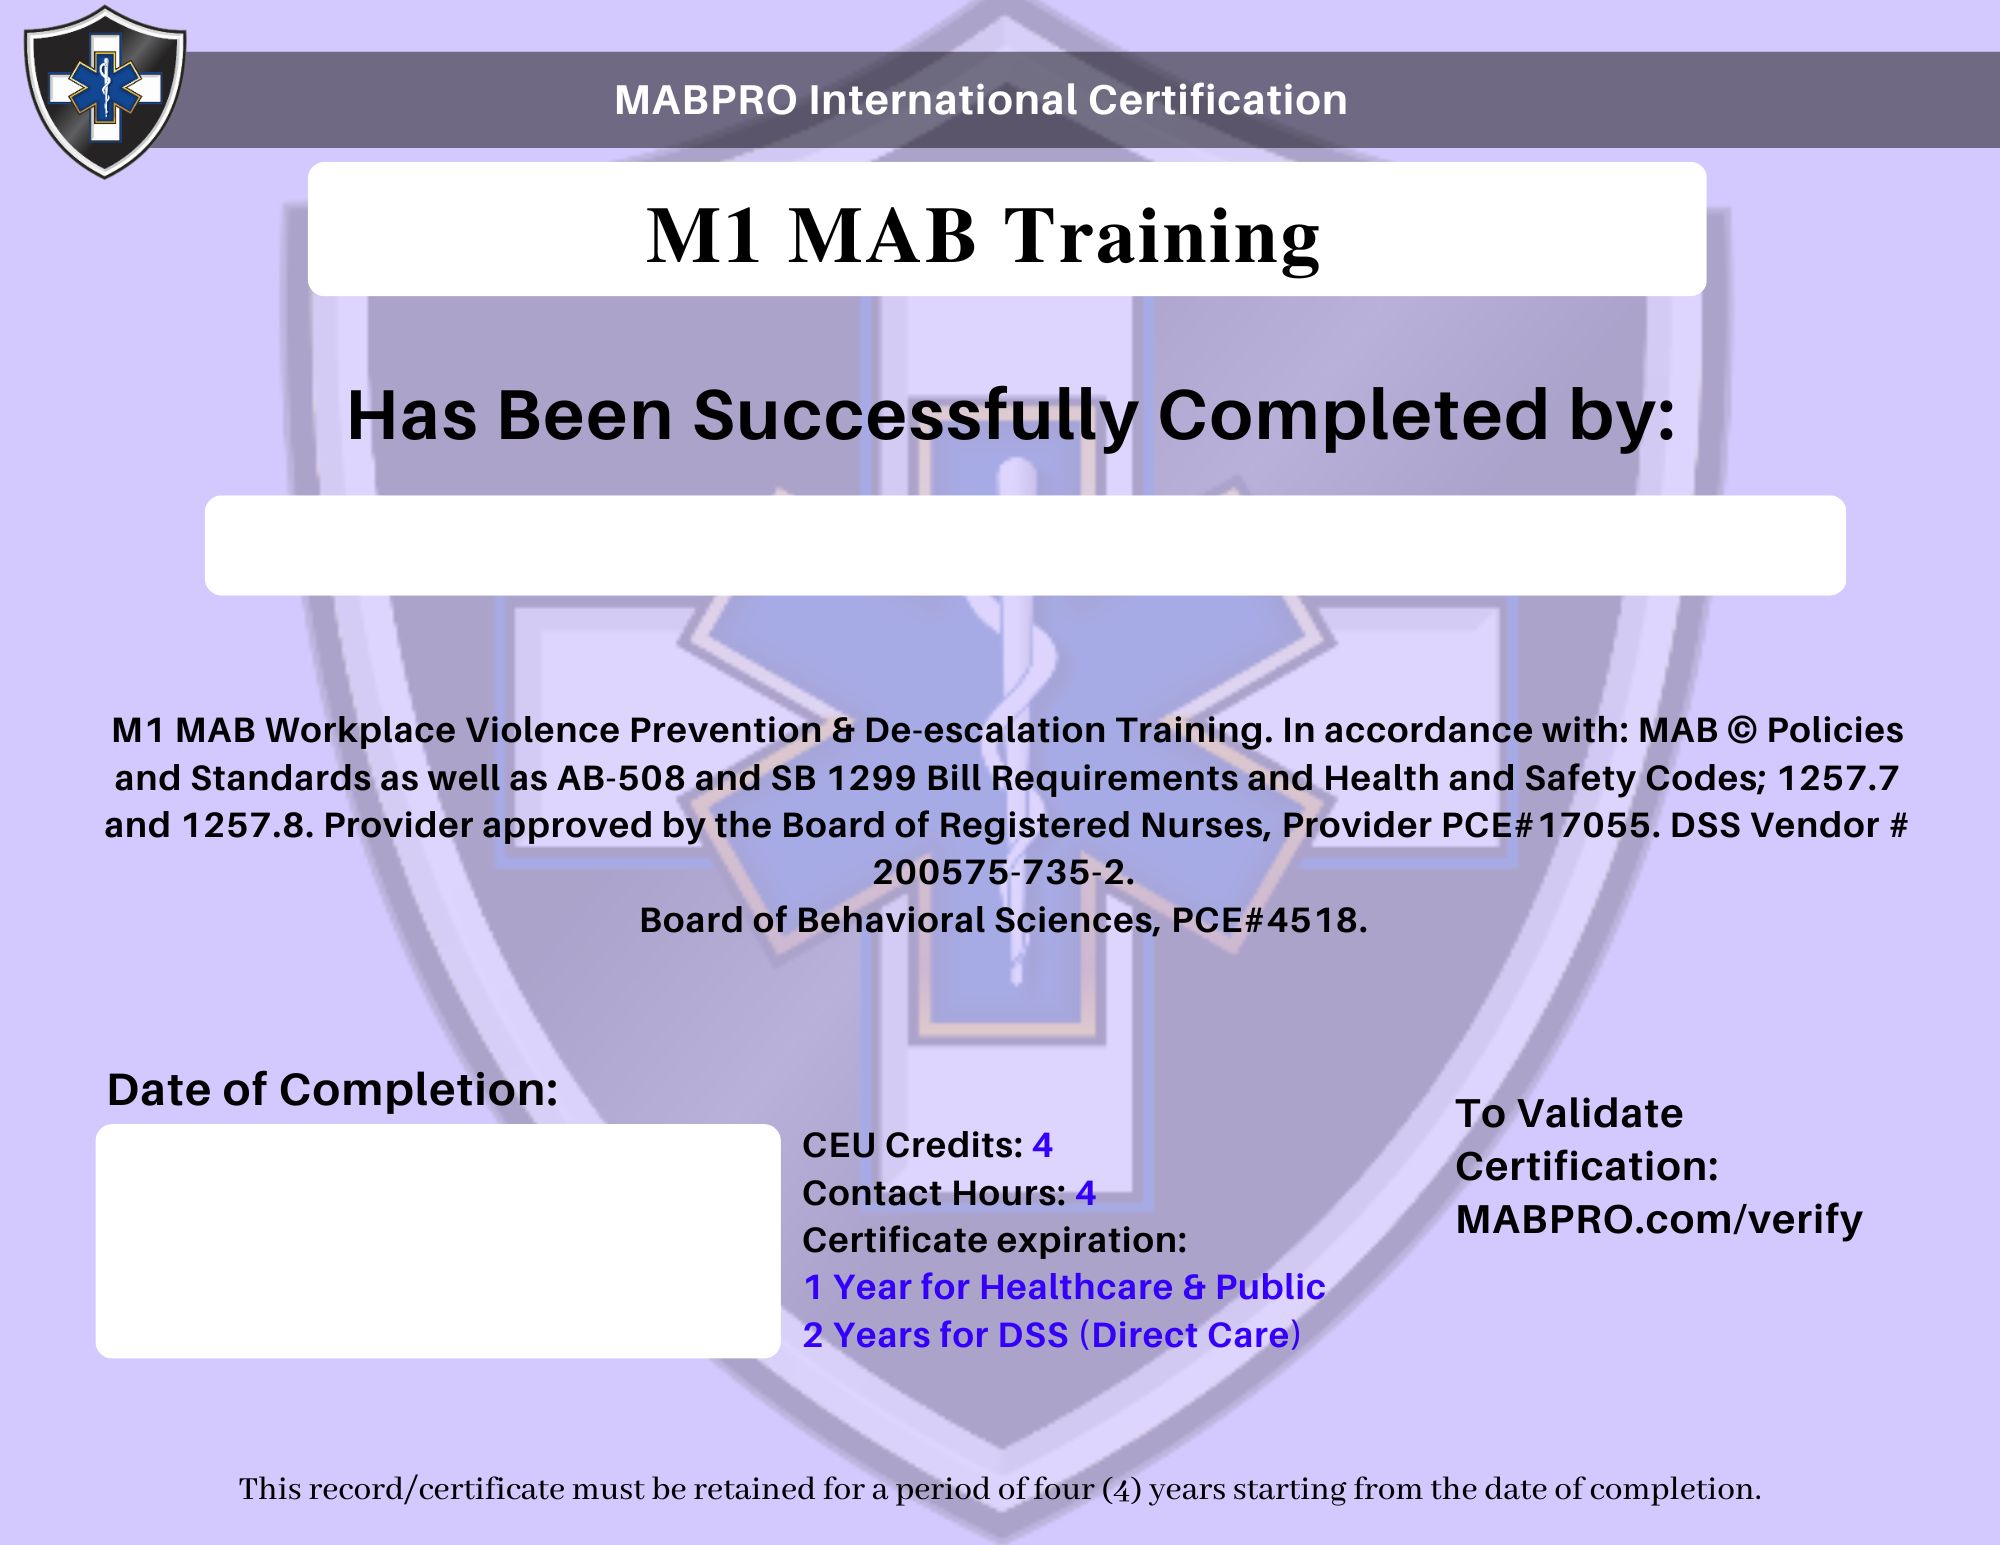 MABPRO International Certification
M1 MAB Training
Has Been Successfully Completed by:
M1 MAB Workplace Violence Prevention & De-escalation Training. In accordance with: MAB © Policies
and Standards as well as AB-508 and SB 1299 Bill Requirements and Health and Safety Codes; 1257.7
and 1257.8. Provider approved by the Board of Registered Nurses, Provider PCE#17055. DSS Vendor #
200575-735-2.
Board of Behavioral Sciences, PCE#4518.
Date of Completion:
CEU Credits: 4
Contact Hours: 4
Certificate expiration:
1 Year for Healthcare & Public
2 Years for DSS (Direct Care)
To Validate
Certification:
MABPRO.com/verify
This record/certificate must be retained for a period of four (4) years starting from the date of completion.